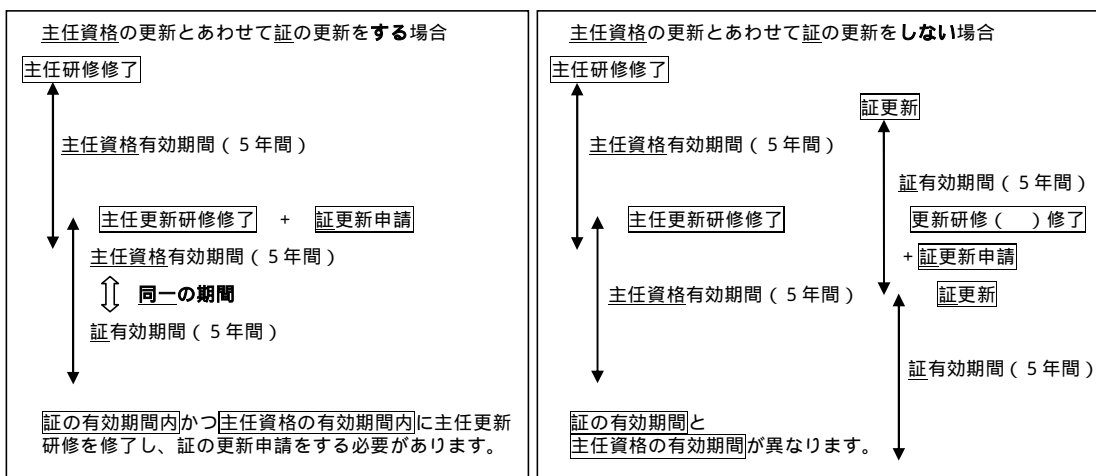 主任資格の更新とあわせて証の更新をする場合
主任研修修了
主任資格有効期間（５年間）
主任更新研修修了 + 証更新申請
主任資格有効期間（５年間）
同一の期間
証有効期間（５年間）
証の有効期間内かつ主任資格の有効期間内に主任更新
研修を修了し、証の更新申請をする必要があります。
主任資格の更新とあわせて証の更新をしない場合
主任研修修了
証更新
主任資格有効期間（５年間）
証有効期間（５年間）
主任更新研修修了
更新研修（　）修了
+ 証更新申請
主任資格有効期間（５年間）
証更新
証有効期間（５年間）
証の有効期間と
主任資格の有効期間が異なります。